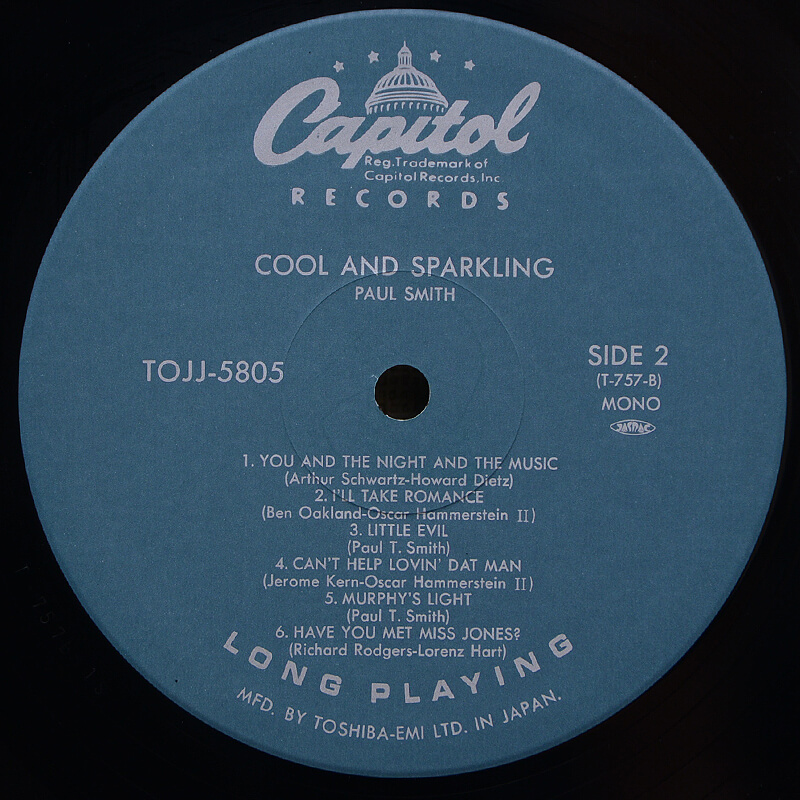 Capitol
Reg.Trademark of
Capitol Records,Inc
RECORDS
COOL AND SPARKLING
PAUL SMITH
TOJJ-5805
SIDE 2
(T-757-B)
MONO
JASRAC
1. YOU AND THE NIGHT AND THE MUSIC
(Arthur Schwartz-Howard Dietz)
2. I'LL TAKE ROMANCE
(Ben Oakland-Oscar Hammerstein II)
3. LITTLE EVIL
(Paul T. Smith)
4. CAN'T HELP LOVIN' DAT MAN
(Jerome Kern-Oscar Hammerstein II)
5. MURPHY'S LIGHT
(Paul T. Smith)
6. HAVE YOU MET MISS JONES?
(Richard Rodgers-Lorenz Hart)
LONG PLAYING
MFD. BY TOSHIBA-EMI LTD. IN JAPAN.